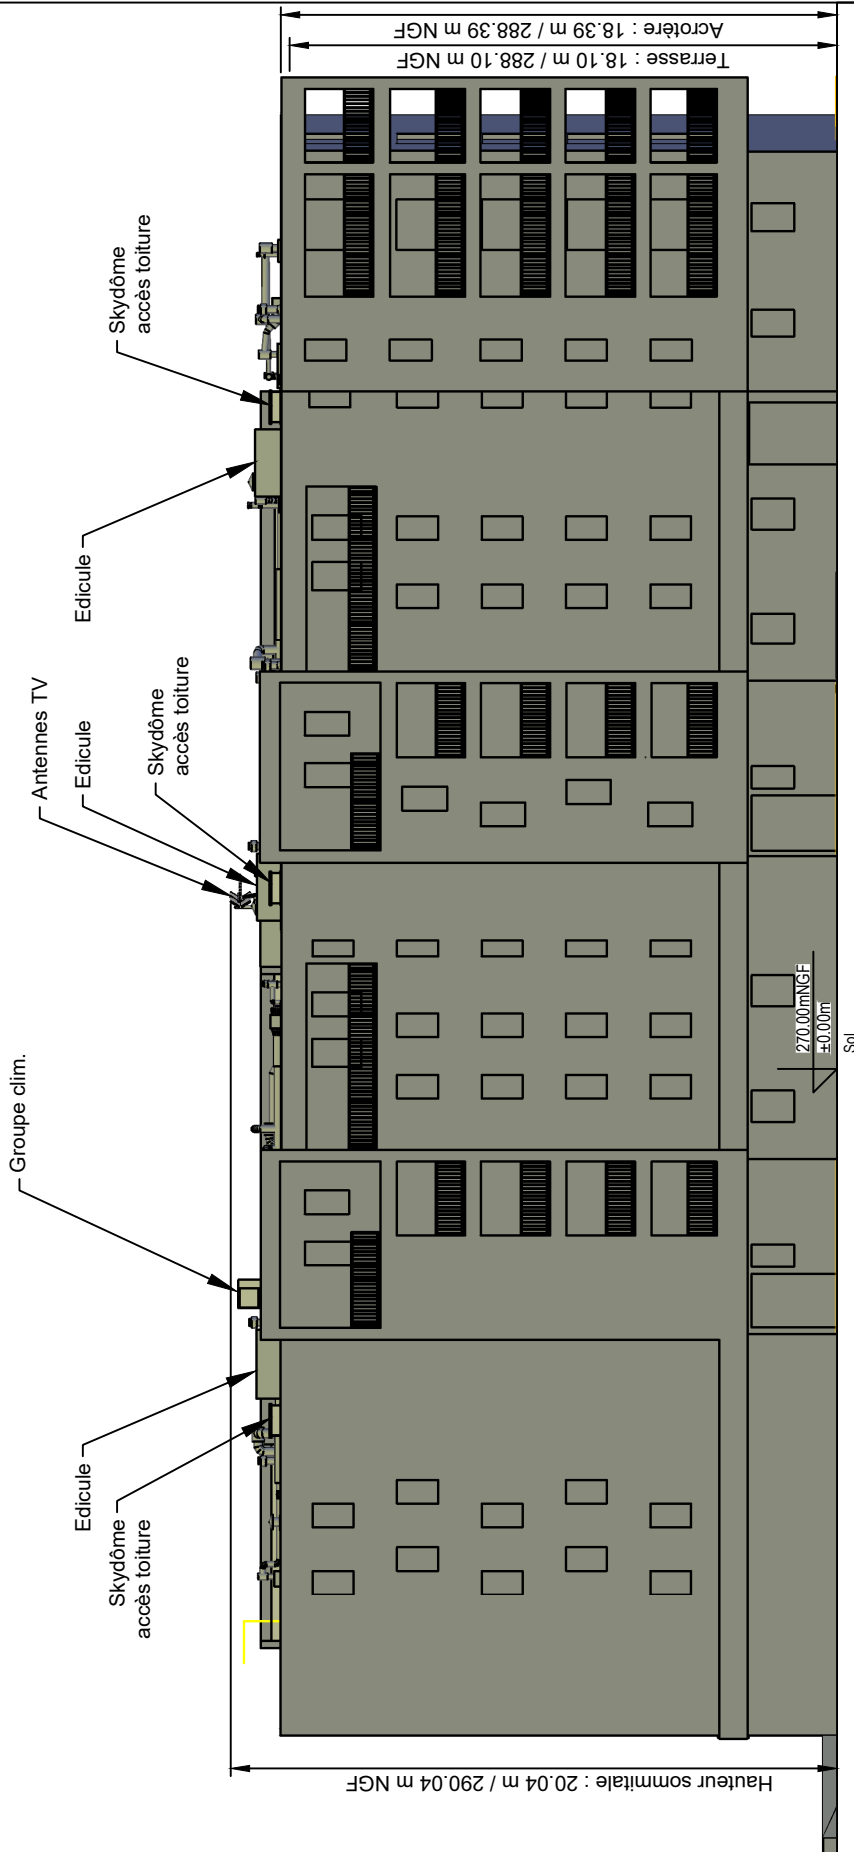 Acrotère : 18.39 m / 288.39 m NGF
Terrasse : 18.10 m / 288.10 m NGF
Skydôme
accès toiture
Edicule
Antennes TV
Edicule
Skydôme
accès toiture
Groupe clim.
Edicule
Skydôme
accès toiture
270.00mNGF
±0.00m
Sol
Hauteur sommitale : 20.04 m / 290.04 m NGF